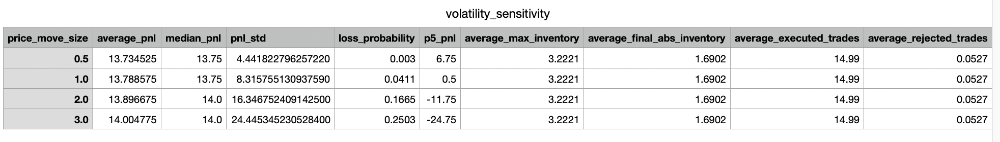 volatility_sensitivity
price_move_size average_pnl median_pnl pnl_std loss_probability p5_pnl average_max_inventory average_final_abs_inventory average_executed_trades average_rejected_trades
0.5 13.734525 13.75 4.441822796257220 0.003 6.75 3.2221 1.6902 14.99 0.0527
1.0 13.788575 13.75 8.315755130937590 0.0411 0.5 3.2221 1.6902 14.99 0.0527
2.0 13.896675 14.0 16.346752409142500 0.1665 -11.75 3.2221 1.6902 14.99 0.0527
3.0 14.004775 14.0 24.445345230528400 0.2503 -24.75 3.2221 1.6902 14.99 0.0527